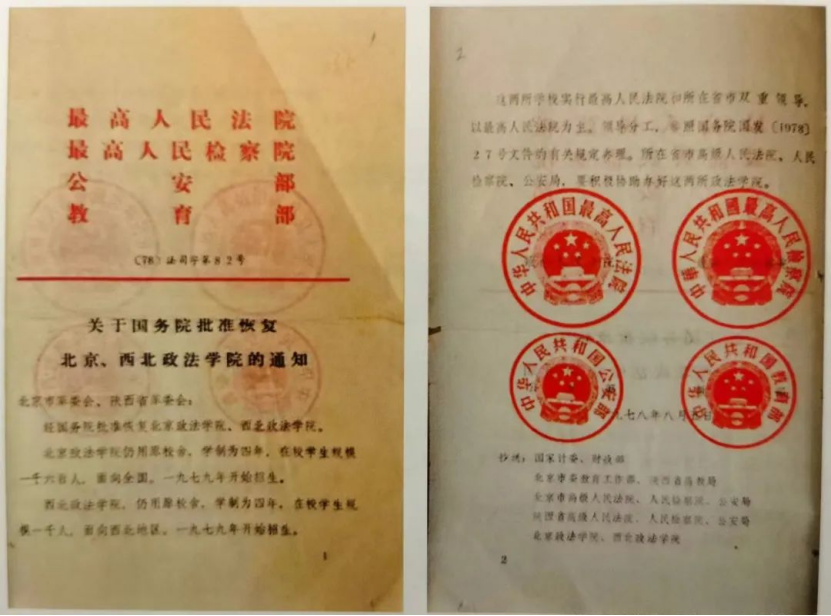 最高人民法院
最高人民检察院
公安部
教育部
(78)法司字第82号
关于国务院批准恢复
北京、西北政法学院的通知
北京市革委会、陕西省革委会：
经国务院批准恢复北京政法学院、西北政法学院。
北京政法学院仍用原校舍，学制为四年，在校学生规模
一千六百人，面向全国。一九七九年开始招生。
西北政法学院，仍用原校舍，学制为四年，在校学生规
模一千人，面向西北地区。一九七九年开始招生。
1
2
这两所学校实行最高人民法院和所在省市双重领导，
以最高人民法院为主。领导分工，参照国务院国发〔1978〕
27号文件的有关规定办理。所在省市高级人民法院、人民
检察院、公安局，要积极协助办好这两所政法学院。
中华人民共和国最高人民法院
中華人民共和國最高人民检察院
中华人民共和国公安部
中华人民共和国教育部
九七八年八月
日
抄送：国家计委、财政部
北京市委教育工作部、陕西省高教局
北京市高级人民法院、人民检察院、公安局
陕西省高级人民法院、人民检察院、公安局
北京政法学院、西北政法学院
2